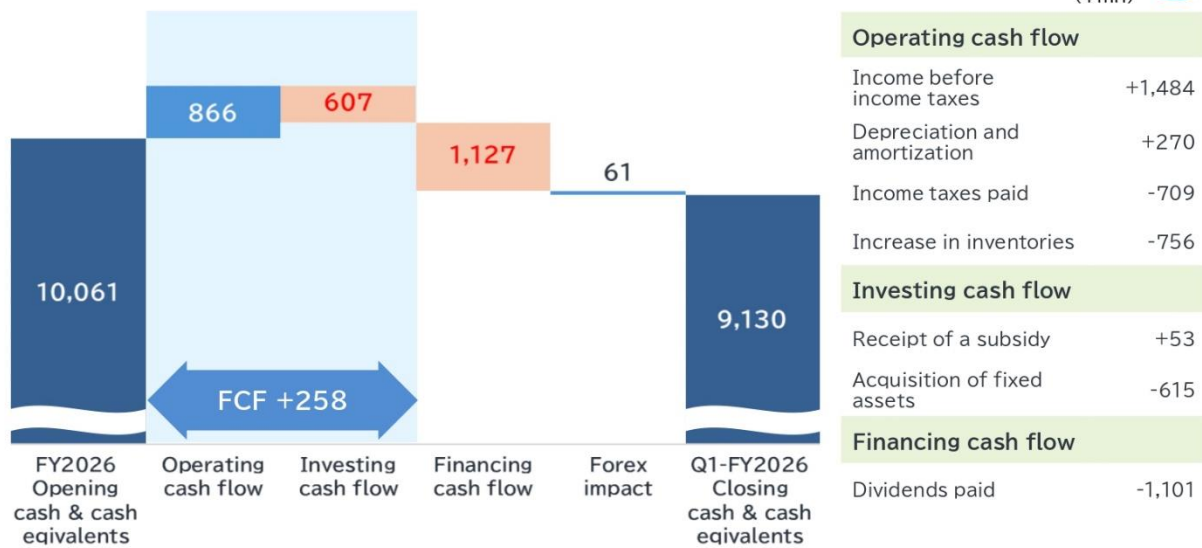 866
607
1,127
61
10,061
9,130
FCF +258
FY2026
Opening
cash & cash
eqivalents
Operating
cash flow
Investing
cash flow
Financing
cash flow
Forex
impact
Q1-FY2026
Closing
cash & cash
eqivalents
Operating cash flow
Income before
income taxes +1,484
Depreciation and
amortization +270
Income taxes paid -709
Increase in inventories -756
Investing cash flow
Receipt of a subsidy +53
Acquisition of fixed
assets -615
Financing cash flow
Dividends paid -1,101